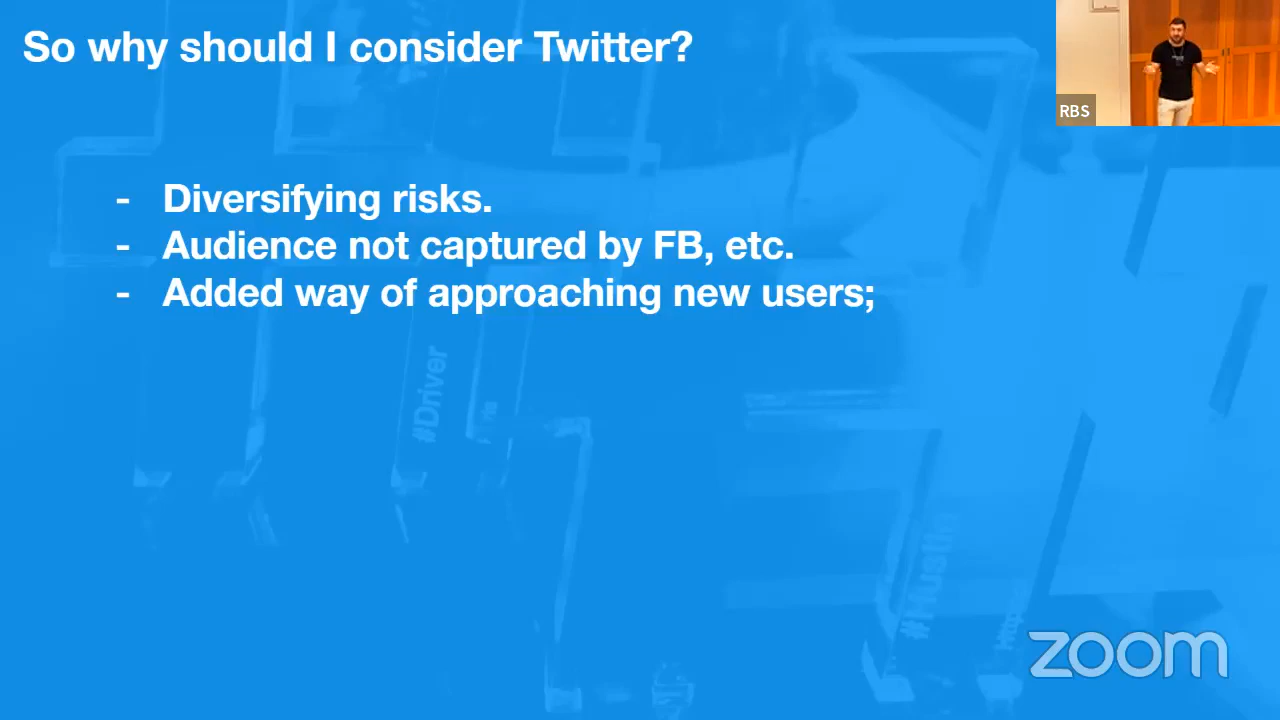 So why should I consider Twitter?
RBS
- Diversifying risks.
- Audience not captured by FB, etc.
- Added way of approaching new users;
#Driver
zoom